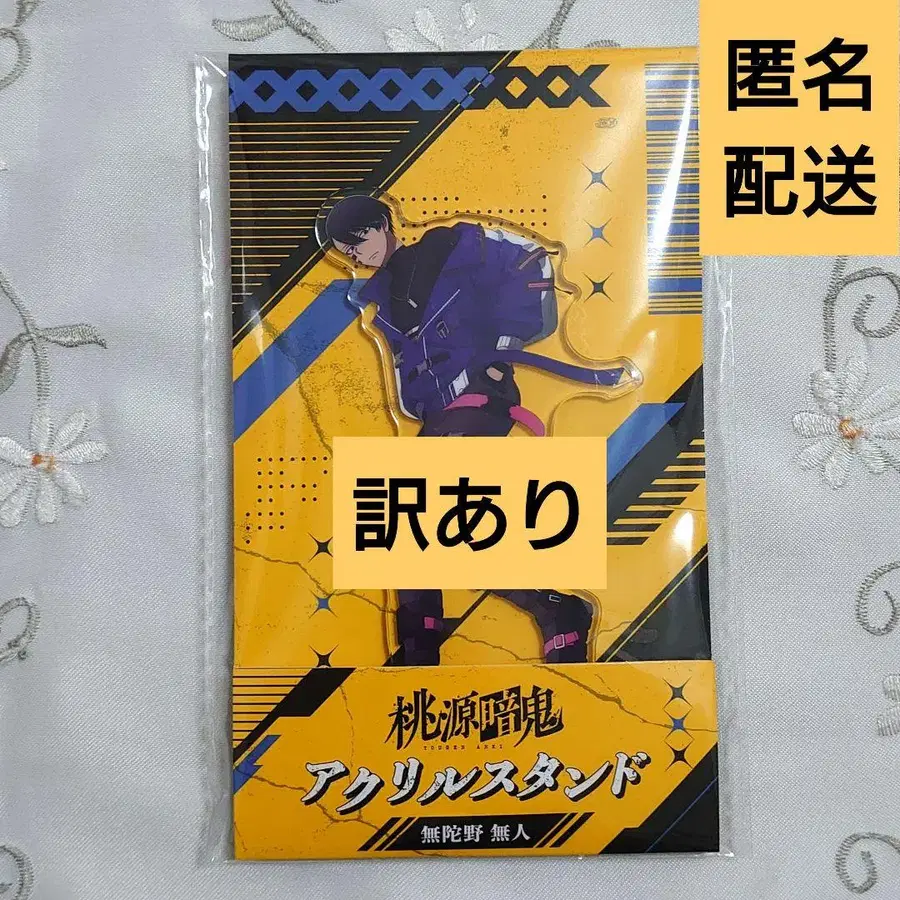 匿名
配送
訳あり
桃源暗鬼
TOUGEN ANKI
アクリルスタンド
無陀野 無人